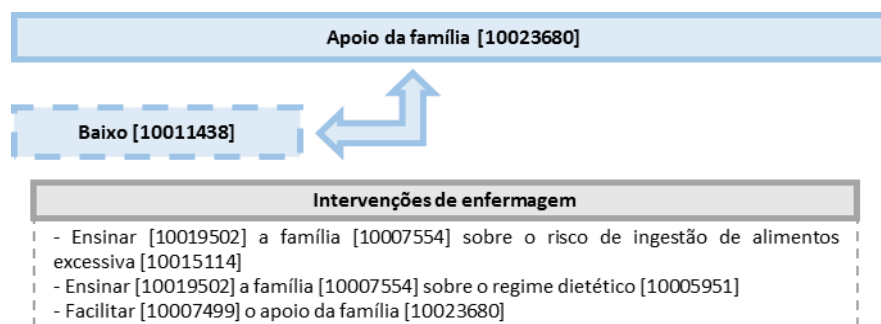 Apoio da família [10023680]
Baixo [10011438]
Intervenções de enfermagem
- Ensinar [10019502] a família [10007554] sobre o risco de ingestão de alimentos
excessiva [10015114]
- Ensinar [10019502] a família [10007554] sobre o regime dietético [10005951]
- Facilitar [10007499] o apoio da família [10023680]